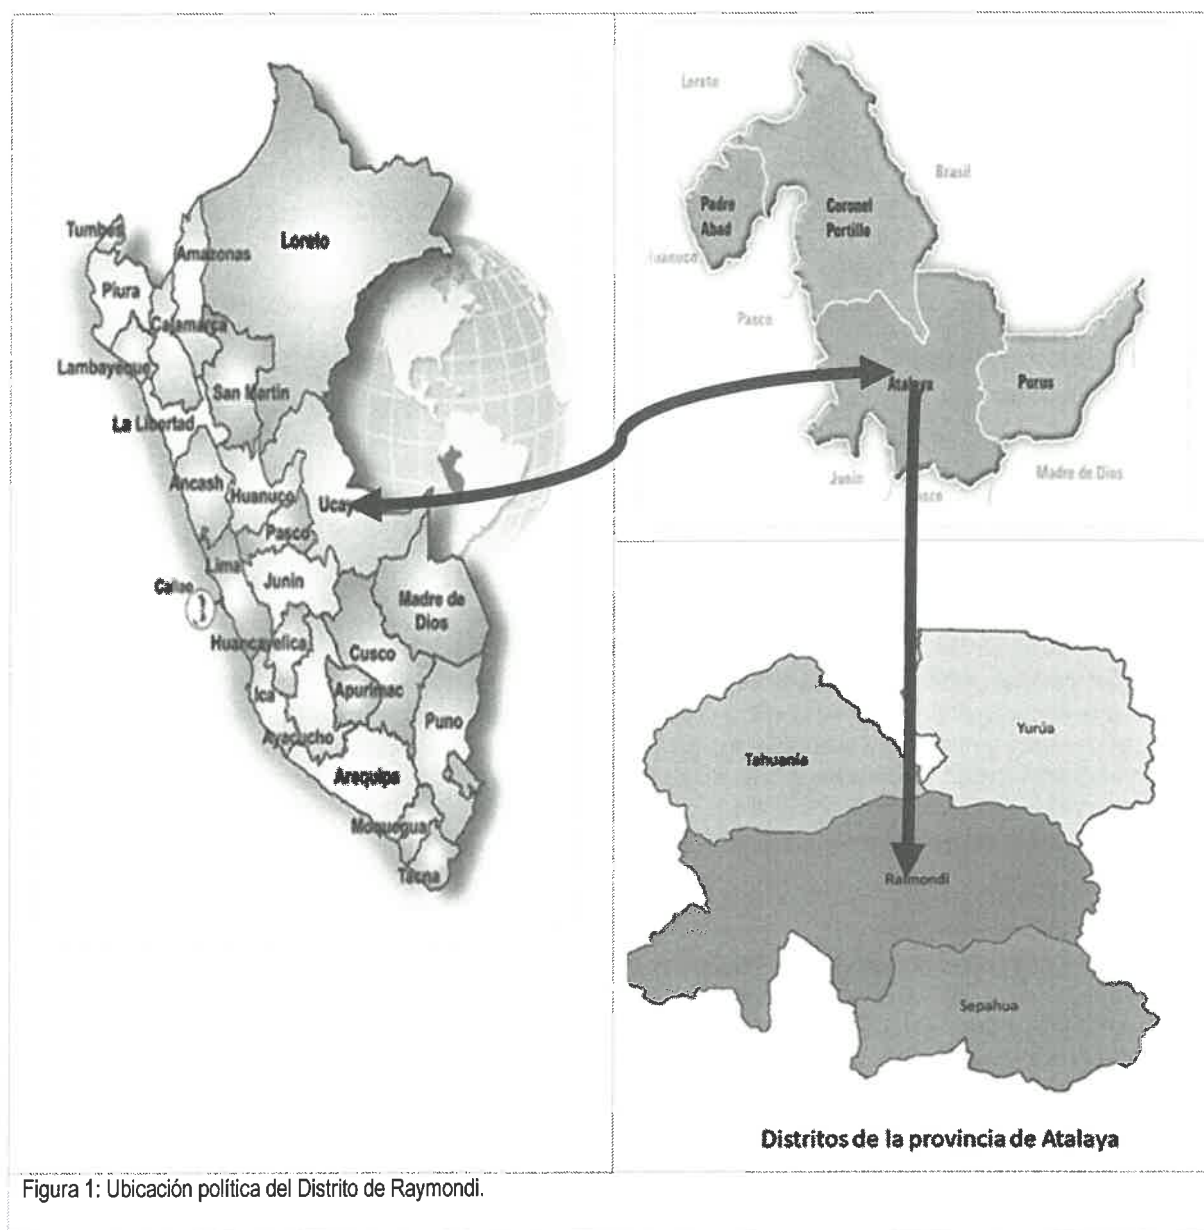 Tumbes
Amazonas
Loreto
Piura
Cajamarca
Lambayeque
San Martin
La Libertad
Ancash
Huanuco
Ucay
Pasco
Lima
Junin
Callao
Madre de
Dios
Huancavelica
Cusco
Ica
Apurimac
Puno
Ayacucho
Arequipa
Moquegua
Tacna
Loreto
Brasil
Padre
Abad
Coronel
Portillo
Pasco
Atalaya
Purus
Junín
Madre de Dios
Yurúa
Tahuanía
Raimondi
Sepahua
Distritos de la provincia de Atalaya
Figura 1: Ubicación política del Distrito de Raymondi.